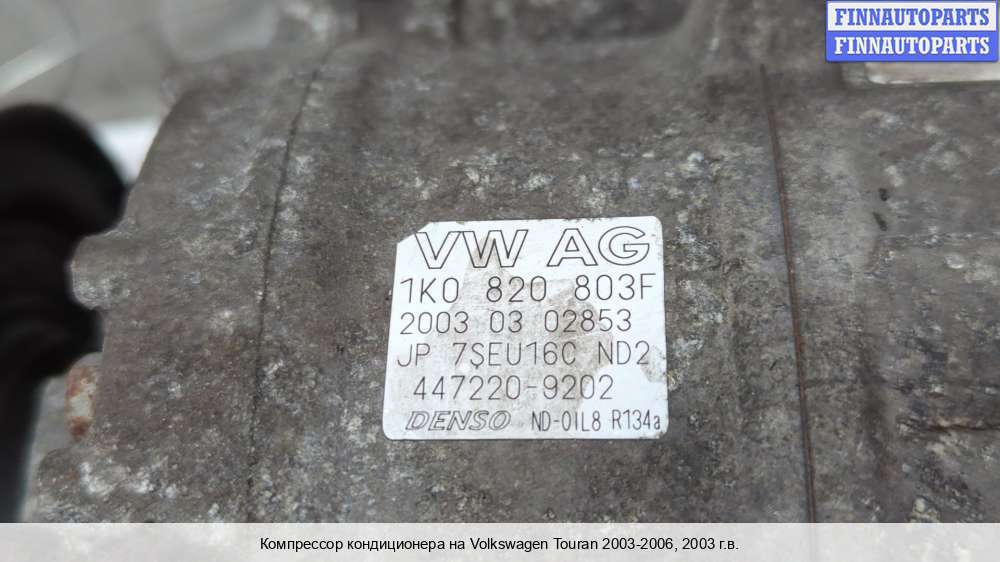 FINNAUTOPARTS
FINNAUTOPARTS
VW AG
1K0 820 803F
2003 03 02853
JP 7SEU16C ND2
447220-9202
DENSO ND-OIL8 R134a
Компрессор кондиционера на Volkswagen Touran 2003-2006, 2003 г.в.